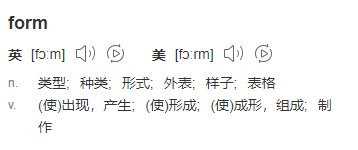 form
英 [fɔːm] 美 [fɔːrm]
n. 类型；种类；形式；外表；样子；表格
v. (使)出现，产生；(使)形成；(使)成形，组成；制
作